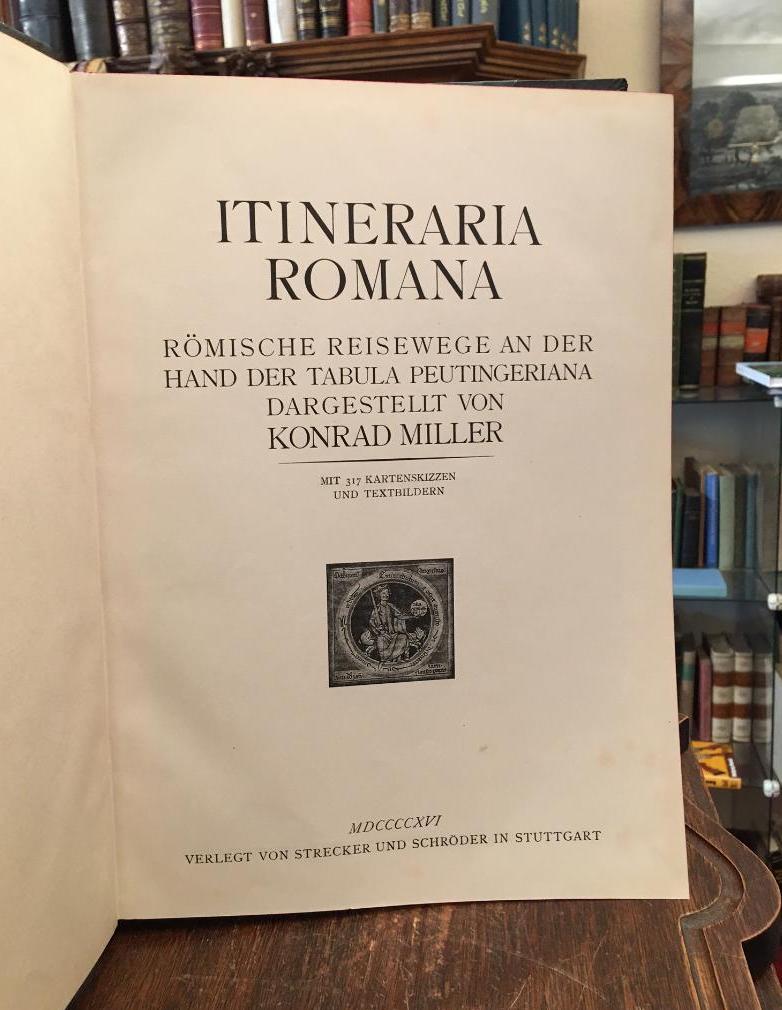 ITINERARIA
ROMANA
RÖMISCHE REISEWEGE AN DER
HAND DER TABULA PEUTINGERIANA
DARGESTELLT VON
KONRAD MILLER
MIT 317 KARTENSKIZZEN
UND TEXTBILDERN
MDCCCCXVI
VERLEGT VON STRECKER UND SCHRÖDER IN STUTTGART